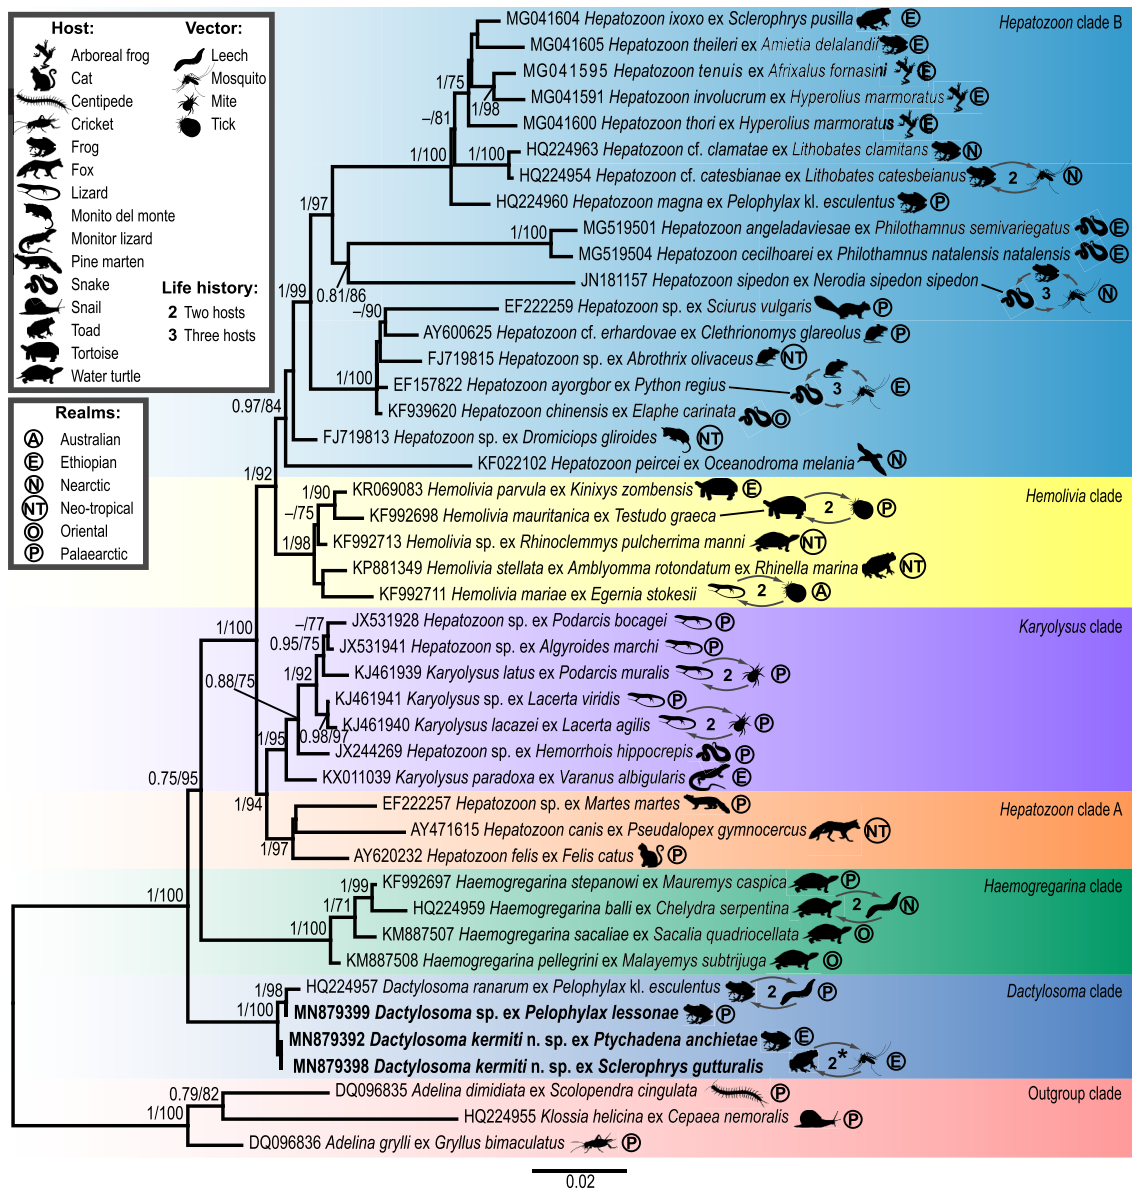 Host:
Arboreal frog
Cat
Centipede
Cricket
Frog
Fox
Lizard
Monito del monte
Monitor lizard
Pine marten
Snake
Snail
Toad
Tortoise
Water turtle
Vector:
Leech
Mosquito
Mite
Tick
Life history:
2 Two hosts
3 Three hosts
Realms:
A Australian
E Ethiopian
N Nearctic
NT Neo-tropical
O Oriental
P Palaearctic
Hepatozoon clade B
MG041604 Hepatozoon ixoxo ex Sclerophrys pusilla E
MG041605 Hepatozoon theileri ex Amietia delalandii E
1/75
MG041595 Hepatozoon tenuis ex Afrixalus fornasini E
MG041591 Hepatozoon involucrum ex Hyperolius marmoratus E
1/98
–/81
MG041600 Hepatozoon thori ex Hyperolius marmoratus E
HQ224963 Hepatozoon cf. clamatae ex Lithobates clamitans N
1/100 1/100
HQ224954 Hepatozoon cf. catesbianae ex Lithobates catesbeianus 2 N
HQ224960 Hepatozoon magna ex Pelophylax kl. esculentus P
1/97
MG519501 Hepatozoon angeladaviesae ex Philothamnus semivariegatus E
1/100
MG519504 Hepatozoon cecilhoarei ex Philothamnus natalensis natalensis E
JN181157 Hepatozoon sipedon ex Nerodia sipedon sipedon 3 N
0.81/86
1/99
EF222259 Hepatozoon sp. ex Sciurus vulgaris P
–/90
AY600625 Hepatozoon cf. erhardovae ex Clethrionomys glareolus P
FJ719815 Hepatozoon sp. ex Abrothrix olivaceus NT
1/100
EF157822 Hepatozoon ayorgbor ex Python regius 3 E
KF939620 Hepatozoon chinensis ex Elaphe carinata O
0.97/84
FJ719813 Hepatozoon sp. ex Dromiciops gliroides NT
KF022102 Hepatozoon peircei ex Oceanodroma melania N
1/92
Hemolivia clade
KR069083 Hemolivia parvula ex Kinixys zombensis E
1/90
KF992698 Hemolivia mauritanica ex Testudo graeca 2 P
–/75
KF992713 Hemolivia sp. ex Rhinoclemmys pulcherrima manni NT
1/98
KP881349 Hemolivia stellata ex Amblyomma rotondatum ex Rhinella marina NT
KF992711 Hemolivia mariae ex Egernia stokesii 2 A
Karyolysus clade
1/100
JX531928 Hepatozoon sp. ex Podarcis bocagei P
–/77
JX531941 Hepatozoon sp. ex Algyroides marchi P
0.95/75
KJ461939 Karyolysus latus ex Podarcis muralis 2 P
1/92
0.88/75
KJ461941 Karyolysus sp. ex Lacerta viridis P
KJ461940 Karyolysus lacazei ex Lacerta agilis 2 P
0.98/97
1/95
JX244269 Hepatozoon sp. ex Hemorrhois hippocrepis P
KX011039 Karyolysus paradoxa ex Varanus albigularis E
0.75/95
1/94
Hepatozoon clade A
EF222257 Hepatozoon sp. ex Martes martes P
AY471615 Hepatozoon canis ex Pseudalopex gymnocercus NT
1/97
AY620232 Hepatozoon felis ex Felis catus P
1/100
Haemogregarina clade
KF992697 Haemogregarina stepanowi ex Mauremys caspica P
1/99
HQ224959 Haemogregarina balli ex Chelydra serpentina 2 N
1/71
KM887507 Haemogregarina sacaliae ex Sacalia quadriocellata O
1/100
KM887508 Haemogregarina pellegrini ex Malayemys subtrijuga O
Dactylosoma clade
HQ224957 Dactylosoma ranarum ex Pelophylax kl. esculentus 2 P
1/98
1/100
MN879399 Dactylosoma sp. ex Pelophylax lessonae P
MN879392 Dactylosoma kermiti n. sp. ex Ptychadena anchietae E
MN879398 Dactylosoma kermiti n. sp. ex Sclerophrys gutturalis 2* E
Outgroup clade
DQ096835 Adelina dimidiata ex Scolopendra cingulata P
0.79/82
1/100
HQ224955 Klossia helicina ex Cepaea nemoralis P
DQ096836 Adelina grylli ex Gryllus bimaculatus P
0.02